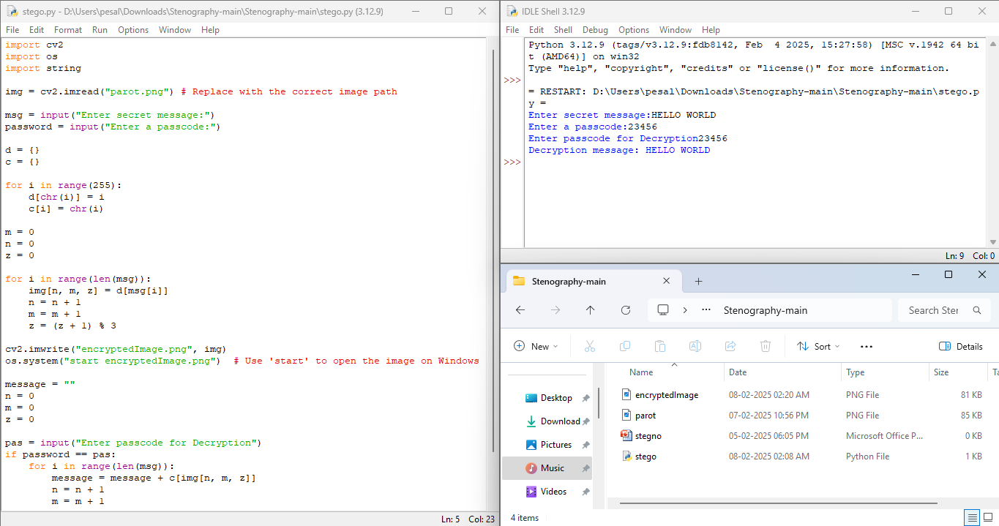 stego.py - D:\Users\pesal\Downloads\Stenography-main\Stenography-main\stego.py (3.12.9)
File Edit Format Run Options Window Help
import cv2
import os
import string
img = cv2.imread("parot.png") # Replace with the correct image path
msg = input("Enter secret message:")
password = input("Enter a passcode:")
d = {}
c = {}
for i in range(255):
    d[chr(i)] = i
    c[i] = chr(i)
m = 0
n = 0
z = 0
for i in range(len(msg)):
    img[n, m, z] = d[msg[i]]
    n = n + 1
    m = m + 1
    z = (z + 1) % 3
cv2.imwrite("encryptedImage.png", img)
os.system("start encryptedImage.png")  # Use 'start' to open the image on Windows
message = ""
n = 0
m = 0
z = 0
pas = input("Enter passcode for Decryption")
if password == pas:
    for i in range(len(msg)):
        message = message + c[img[n, m, z]]
        n = n + 1
        m = m + 1
Ln: 5 Col: 23
IDLE Shell 3.12.9
File Edit Shell Debug Options Window Help
Python 3.12.9 (tags/v3.12.9:fdb8142, Feb  4 2025, 15:27:58) [MSC v.1942 64 bi
t (AMD64)] on win32
Type "help", "copyright", "credits" or "license()" for more information.
>>>
= RESTART: D:\Users\pesal\Downloads\Stenography-main\Stenography-main\stego.p
y =
Enter secret message:HELLO WORLD
Enter a passcode:23456
Enter passcode for Decryption23456
Decryption message: HELLO WORLD
>>>
Ln: 9 Col: 0
Stenography-main
Stenography-main Search Ster
New Sort Details
Name Date Type Size Ta
Desktop
Download
Pictures
Music
Videos
encryptedImage 08-02-2025 02:20 AM PNG File 81 KB
parot 07-02-2025 10:56 PM PNG File 85 KB
stegno 05-02-2025 06:05 PM Microsoft Office P... 0 KB
stego 08-02-2025 02:08 AM Python File 1 KB
4 items